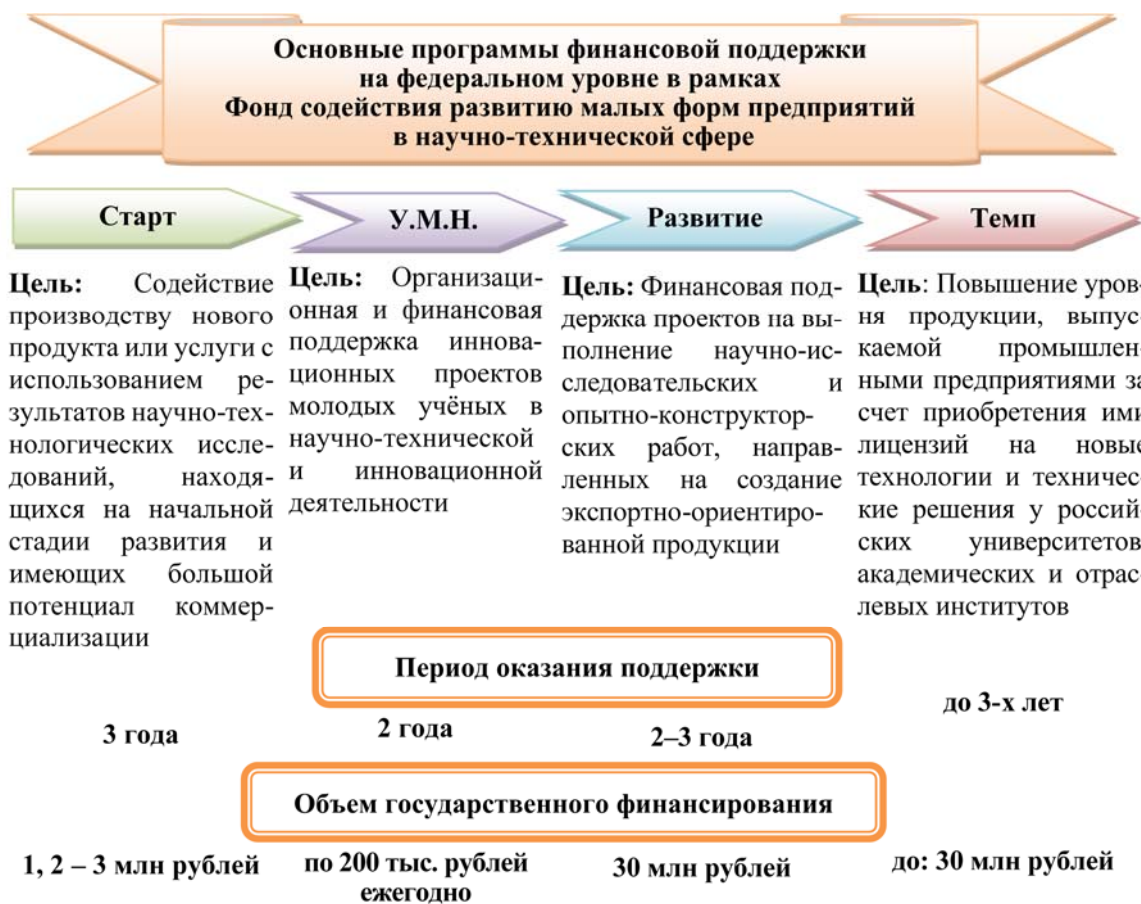 Основные программы финансовой поддержки
на федеральном уровне в рамках
Фонд содействия развитию малых форм предприятий
в научно-технической сфере
Старт
У.М.Н.
Развитие
Темп
Цель: Содействие
производству нового
продукта или услуги с
использованием ре-
зультатов научно-тех-
нологических иссле-
дований, находя-
щихся на начальной
стадии развития и
имеющих большой
потенциал коммер-
циализации
Цель: Организаци-
онная и финансовая
поддержка иннова-
ционных проектов
молодых учёных в
научно-технической
и инновационной
деятельности
Цель: Финансовая под-
держка проектов на вы-
полнение научно-ис-
следовательских и
опытно-конструктор-
ских работ, направ-
ленных на создание
экспортно-ориентиро-
ванной продукции
Цель: Повышение уров-
ня продукции, выпус-
каемой промышлен-
ными предприятиями за
счет приобретения ими
лицензий на новые
технологии и техничес-
кие решения у россий-
ских университетов,
академических и отрас-
левых институтов
Период оказания поддержки
3 года
2 года
2–3 года
до 3-х лет
Объем государственного финансирования
1, 2 – 3 млн рублей
по 200 тыс. рублей
ежегодно
30 млн рублей
до: 30 млн рублей